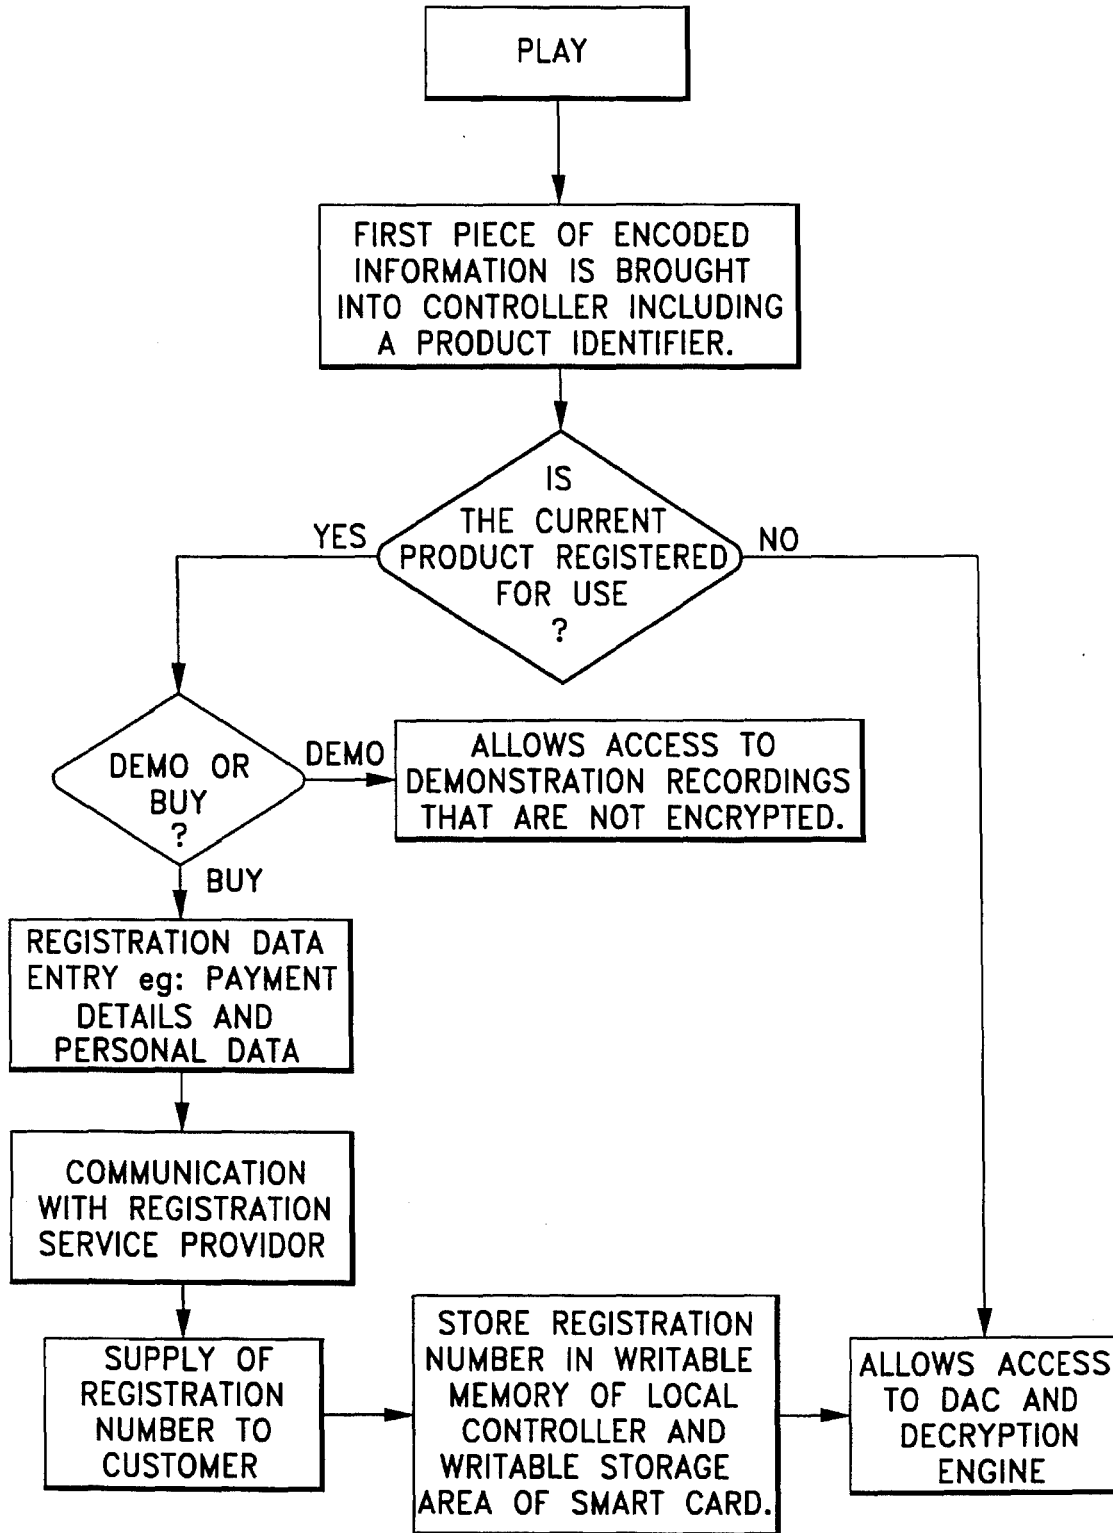 PLAY
FIRST PIECE OF ENCODED
INFORMATION IS BROUGHT
INTO CONTROLLER INCLUDING
A PRODUCT IDENTIFIER.
IS
THE CURRENT
PRODUCT REGISTERED
FOR USE
?
YES
NO
DEMO OR
BUY
?
DEMO
ALLOWS ACCESS TO
DEMONSTRATION RECORDINGS
THAT ARE NOT ENCRYPTED.
BUY
REGISTRATION DATA
ENTRY eg: PAYMENT
DETAILS AND
PERSONAL DATA
COMMUNICATION
WITH REGISTRATION
SERVICE PROVIDOR
SUPPLY OF
REGISTRATION
NUMBER TO
CUSTOMER
STORE REGISTRATION
NUMBER IN WRITABLE
MEMORY OF LOCAL
CONTROLLER AND
WRITABLE STORAGE
AREA OF SMART CARD.
ALLOWS ACCESS
TO DAC AND
DECRYPTION
ENGINE